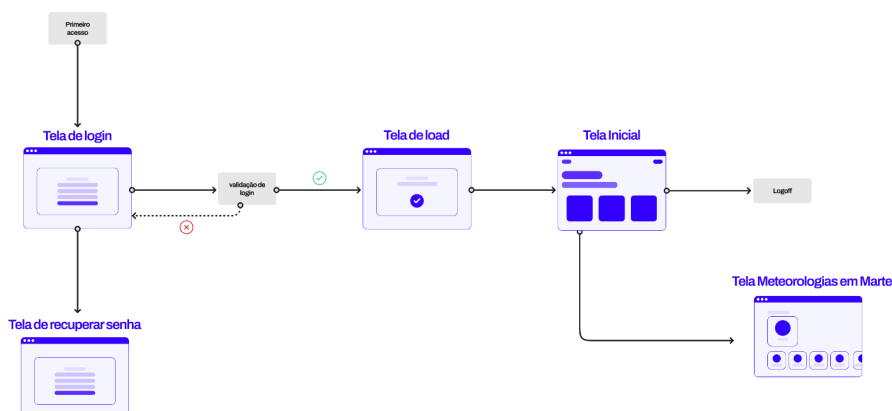 Primeiro
acesso
Tela de login
Tela de load
Tela Inicial
validação de
login
Logoff
Tela Meteorologias em Marte
Tela de recuperar senha